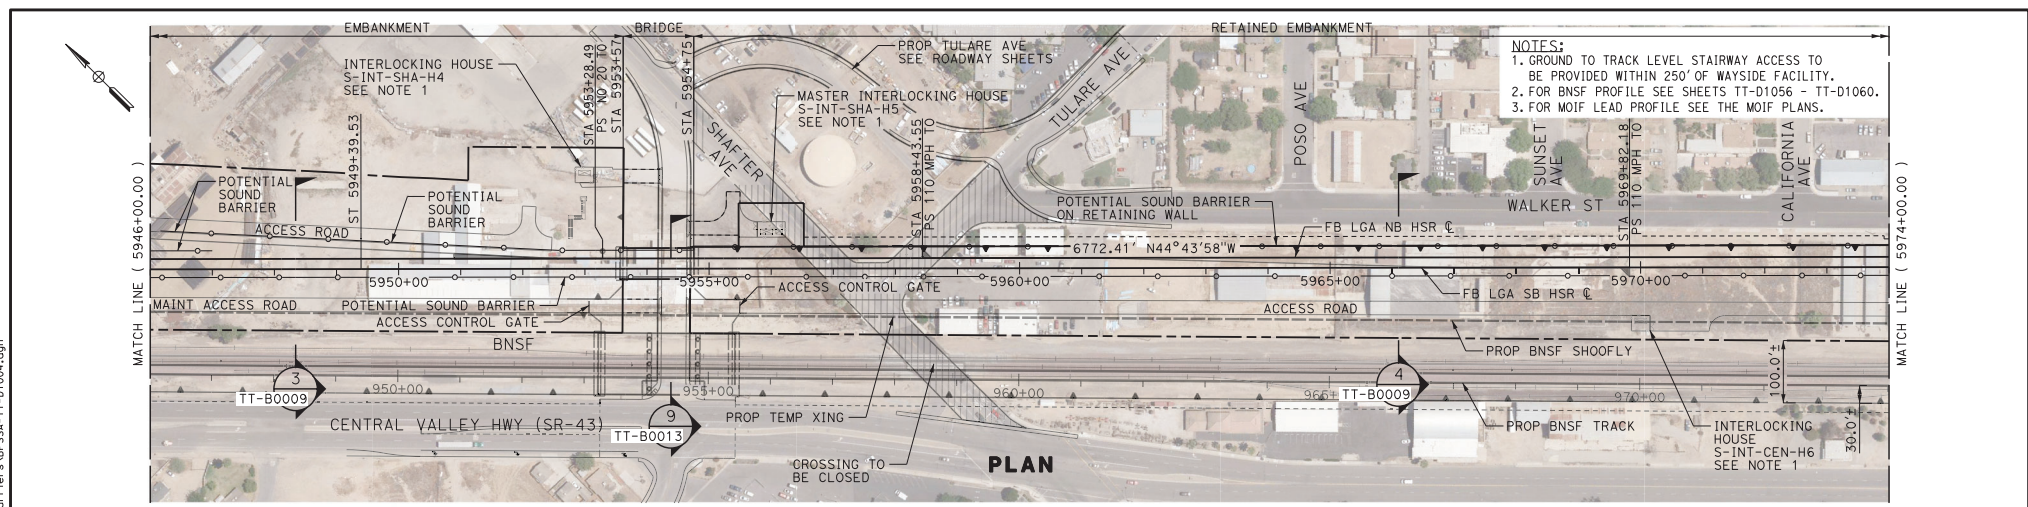 EMBANKMENT
BRIDGE
RETAINED EMBANKMENT
NOTES:
1. GROUND TO TRACK LEVEL STAIRWAY ACCESS TO
BE PROVIDED WITHIN 250' OF WAYSIDE FACILITY.
2. FOR BNSF PROFILE SEE SHEETS TT-D1056 - TT-D1060.
3. FOR MOIF LEAD PROFILE SEE THE MOIF PLANS.
INTERLOCKING HOUSE
S-INT-SHA-H4
SEE NOTE 1
STA 5953+28.49
PS NO 20 TO
STA 5953+57
STA 5954+75
PROP TULARE AVE
SEE ROADWAY SHEETS
MASTER INTERLOCKING HOUSE
S-INT-SHA-H5
SEE NOTE 1
TULARE AVE
SHAFTER
AVE
POSO AVE
SUNSET
AVE
CALIFORNIA
AVE
ST 5949+39.53
STA 5958+43.55
PS 110 MPH TO
STA 5969+82.18
PS 110 MPH TO
MATCH LINE ( 5946+00.00 )
MATCH LINE ( 5974+00.00 )
POTENTIAL
SOUND
BARRIER
POTENTIAL
SOUND
BARRIER
ACCESS ROAD
POTENTIAL SOUND BARRIER
ON RETAINING WALL
WALKER ST
FB LGA NB HSR ℄
6772.41' N44°43'58"W
5950+00
5955+00
5960+00
5965+00
5970+00
ACCESS CONTROL GATE
FB LGA SB HSR ℄
MAINT ACCESS ROAD
POTENTIAL SOUND BARRIER
ACCESS CONTROL GATE
ACCESS ROAD
BNSF
PROP BNSF SHOOFLY
3
TT-B0009
4
TT-B0009
9
TT-B0013
950+00
955+00
960+00
970+00
100.0'±
30.0'±
CENTRAL VALLEY HWY (SR-43)
PROP TEMP XING
CROSSING TO
BE CLOSED
PROP BNSF TRACK
INTERLOCKING
HOUSE
S-INT-CEN-H6
SEE NOTE 1
PLAN